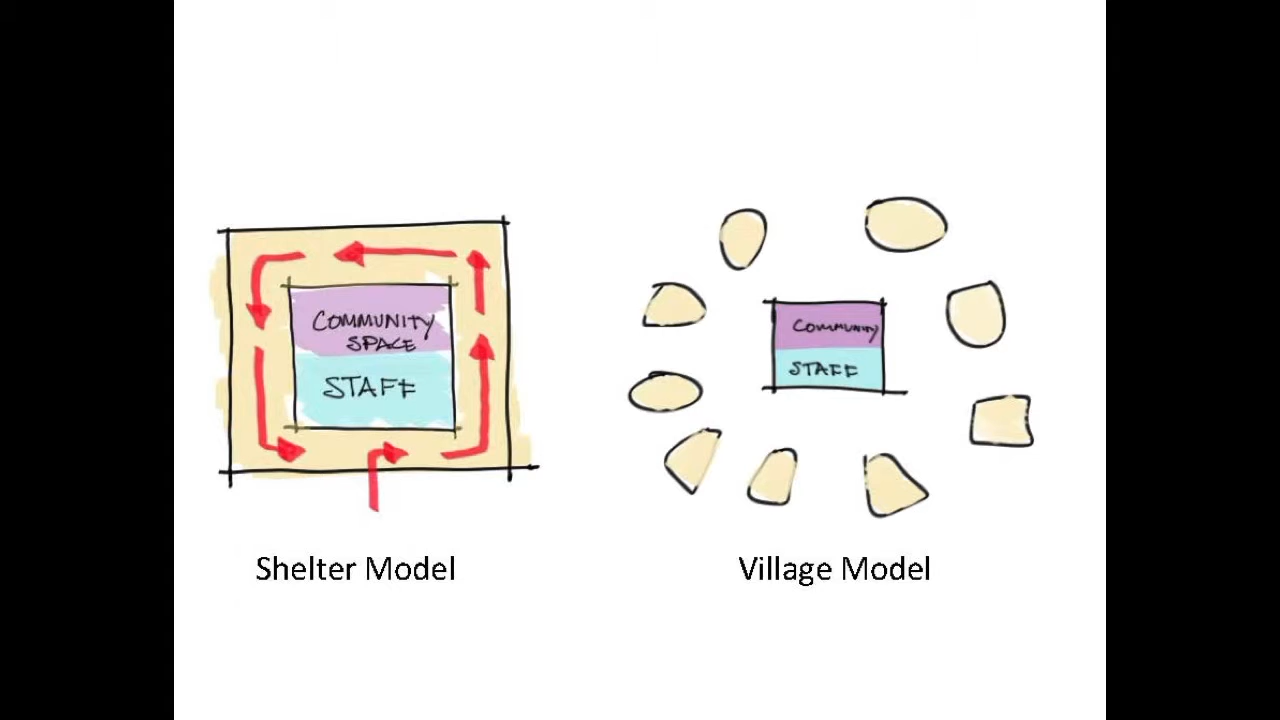 COMMUNITY
SPACE
STAFF
COMMUNITY
STAFF
Shelter Model
Village Model